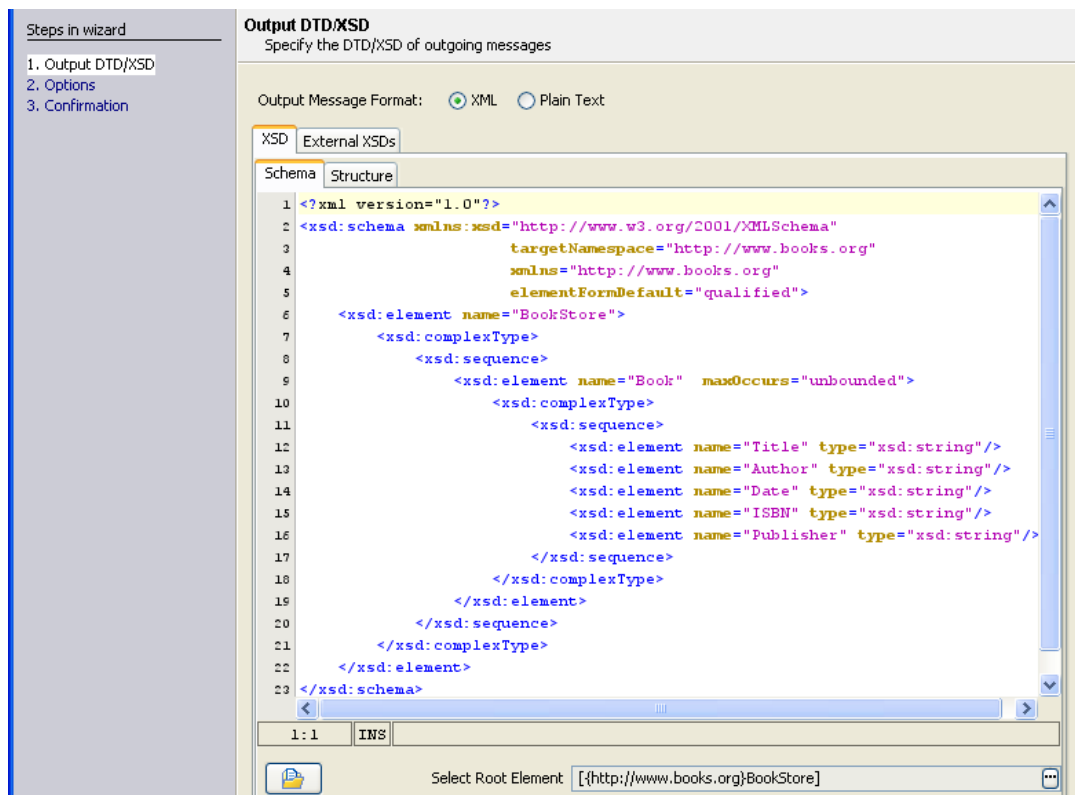 Steps in wizard
1. Output DTD/XSD
2. Options
3. Confirmation
Output DTD/XSD
Specify the DTD/XSD of outgoing messages
Output Message Format: XML Plain Text
XSD External XSDs
Schema Structure
1 <?xml version="1.0"?>
2 <xsd:schema xmlns:xsd="http://www.w3.org/2001/XMLSchema"
3 targetNamespace="http://www.books.org"
4 xmlns="http://www.books.org"
5 elementFormDefault="qualified">
6 <xsd:element name="BookStore">
7 <xsd:complexType>
8 <xsd:sequence>
9 <xsd:element name="Book" maxOccurs="unbounded">
10 <xsd:complexType>
11 <xsd:sequence>
12 <xsd:element name="Title" type="xsd:string"/>
13 <xsd:element name="Author" type="xsd:string"/>
14 <xsd:element name="Date" type="xsd:string"/>
15 <xsd:element name="ISBN" type="xsd:string"/>
16 <xsd:element name="Publisher" type="xsd:string"/>
17 </xsd:sequence>
18 </xsd:complexType>
19 </xsd:element>
20 </xsd:sequence>
21 </xsd:complexType>
22 </xsd:element>
23 </xsd:schema>
1:1 INS
Select Root Element [{http://www.books.org}BookStore]